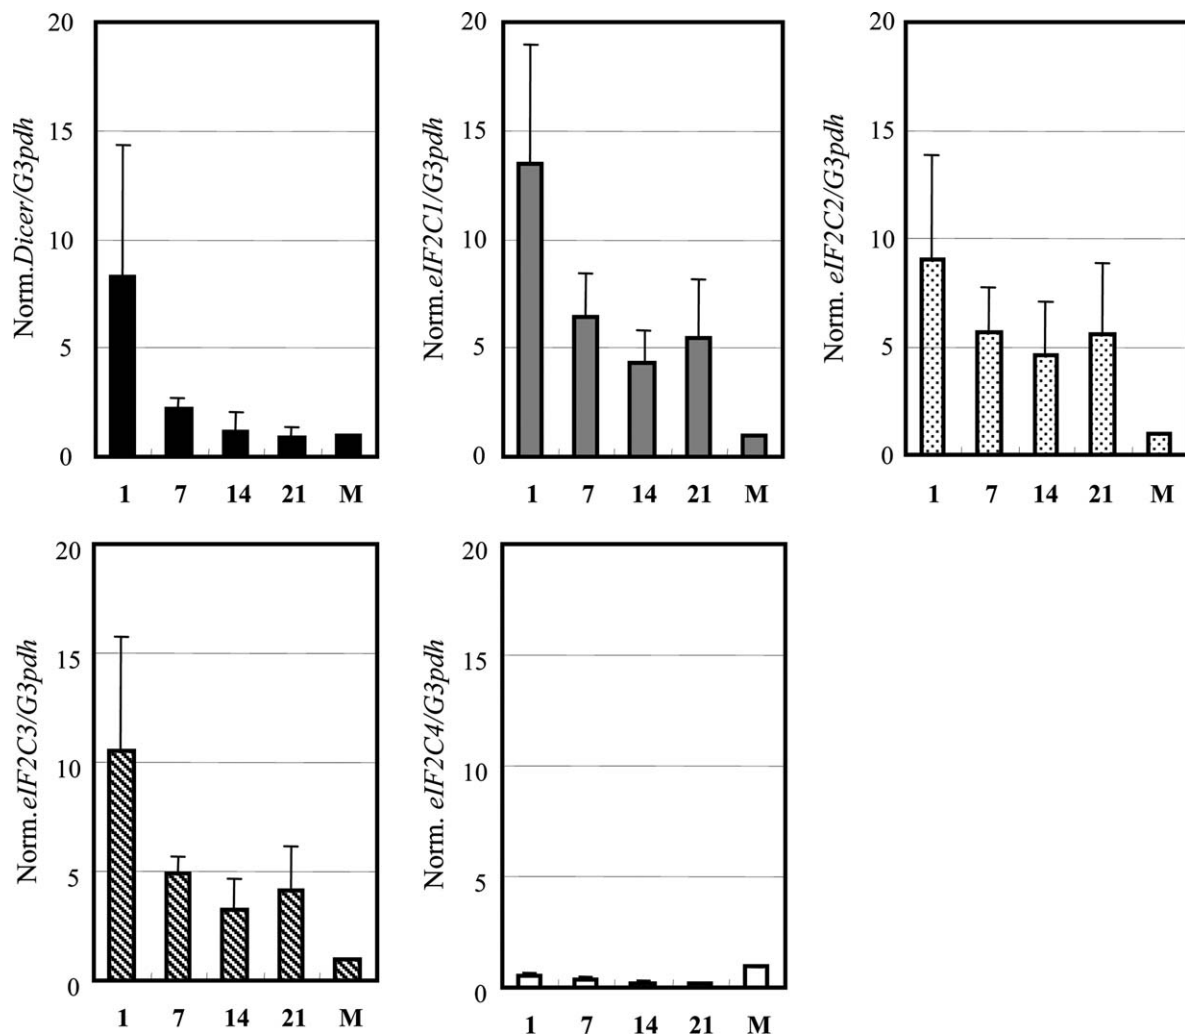 Norm.Dicer/G3pdh
20
15
10
5
0
1 7 14 21 M
Norm.eIF2C1/G3pdh
20
15
10
5
0
1 7 14 21 M
Norm. eIF2C2/G3pdh
20
15
10
5
0
1 7 14 21 M
Norm.eIF2C3/G3pdh
20
15
10
5
0
1 7 14 21 M
Norm. eIF2C4/G3pdh
20
15
10
5
0
1 7 14 21 M